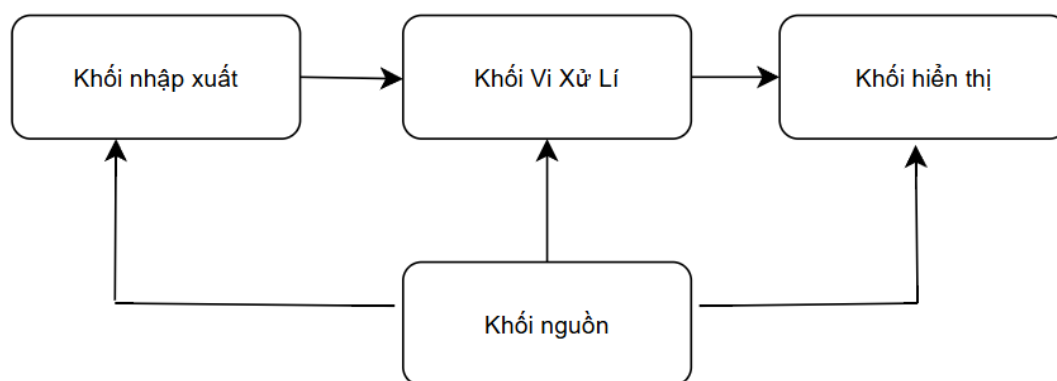 Khối nhập xuất
Khối Vi Xử Lí
Khối hiển thị
Khối nguồn